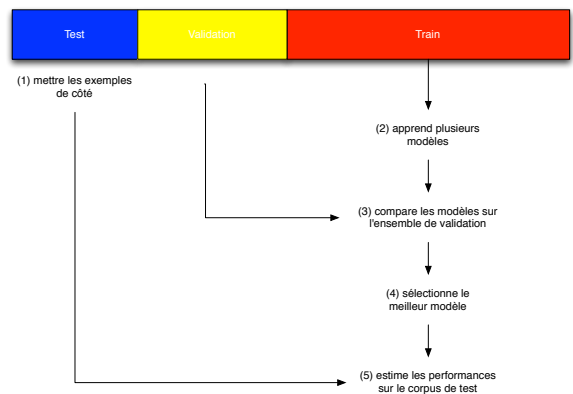 Test
Validation
Train
(1) mettre les exemples
de côté
(2) apprend plusieurs
modèles
(3) compare les modèles sur
l'ensemble de validation
(4) sélectionne le
meilleur modèle
(5) estime les performances
sur le corpus de test